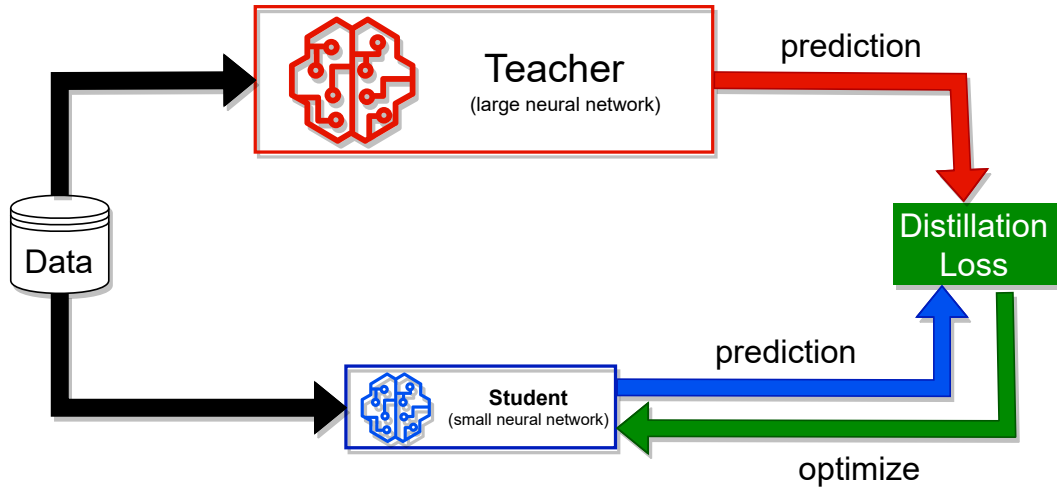 prediction
Teacher
(large neural network)
Distillation
Loss
Data
prediction
Student
(small neural network)
optimize